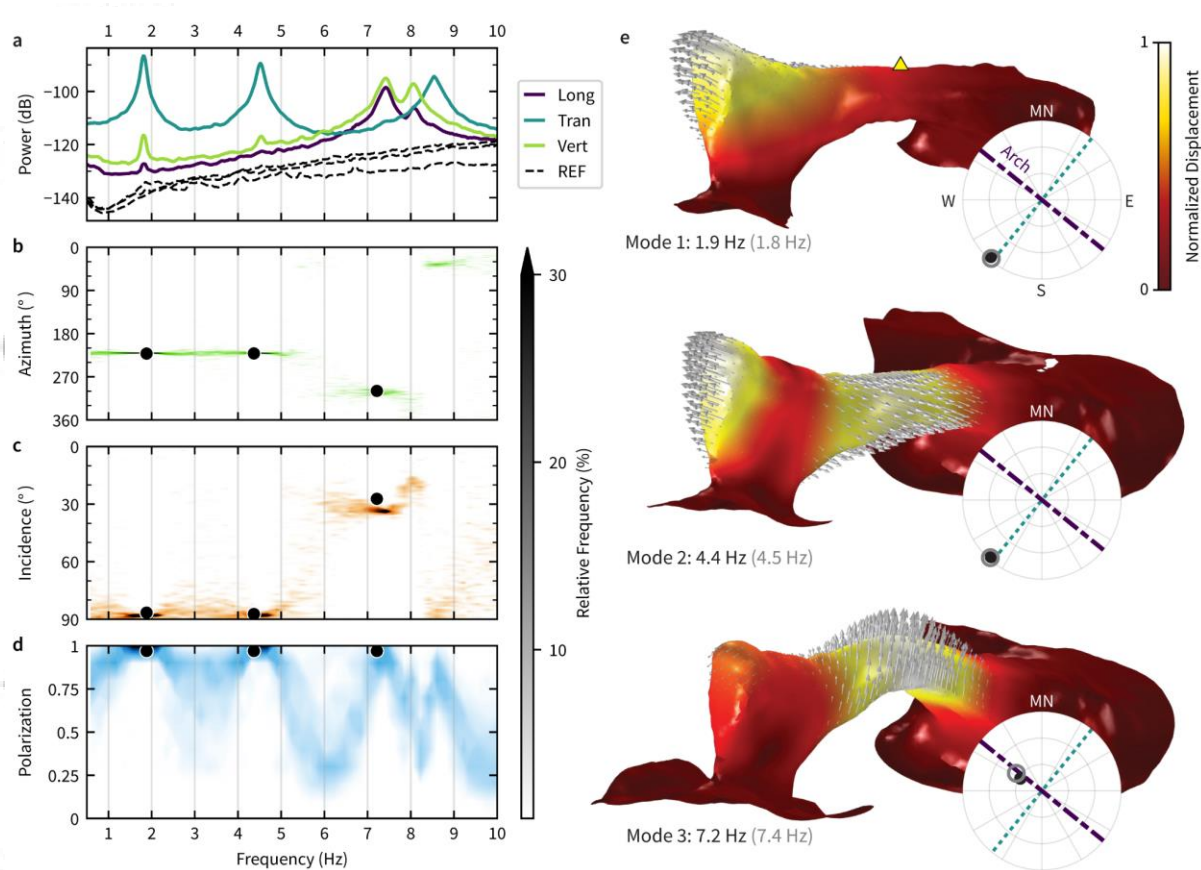 a
1 2 3 4 5 6 7 8 9 10
Power (dB)
−100
−120
−140
Long
Tran
Vert
REF
b
Azimuth (°)
0
90
180
270
360
c
Incidence (°)
0
30
60
90
d
Polarization
1
0.75
0.5
0.25
0
1 2 3 4 5 6 7 8 9 10
Frequency (Hz)
30
20
10
Relative Frequency (%)
e
MN
Arch
W
E
S
Mode 1: 1.9 Hz (1.8 Hz)
1
0
Normalized Displacement
MN
Mode 2: 4.4 Hz (4.5 Hz)
MN
Mode 3: 7.2 Hz (7.4 Hz)